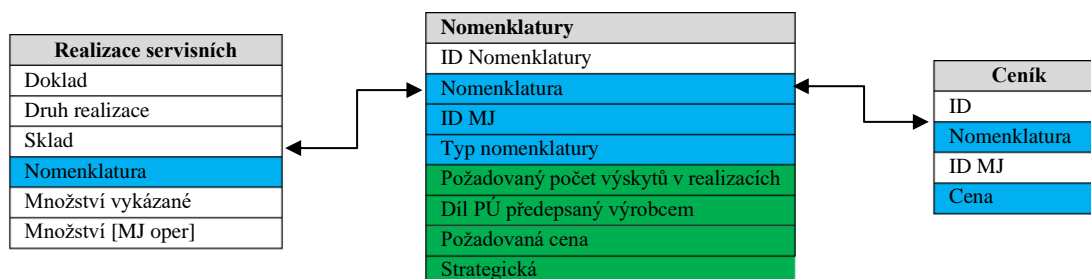 Realizace servisních
Doklad
Druh realizace
Sklad
Nomenklatura
Množství vykázané
Množství [MJ oper]
Nomenklatury
ID Nomenklatury
Nomenklatura
ID MJ
Typ nomenklatury
Požadovaný počet výskytů v realizacích
Díl PÚ předepsaný výrobcem
Požadovaná cena
Strategická
Ceník
ID
Nomenklatura
ID MJ
Cena